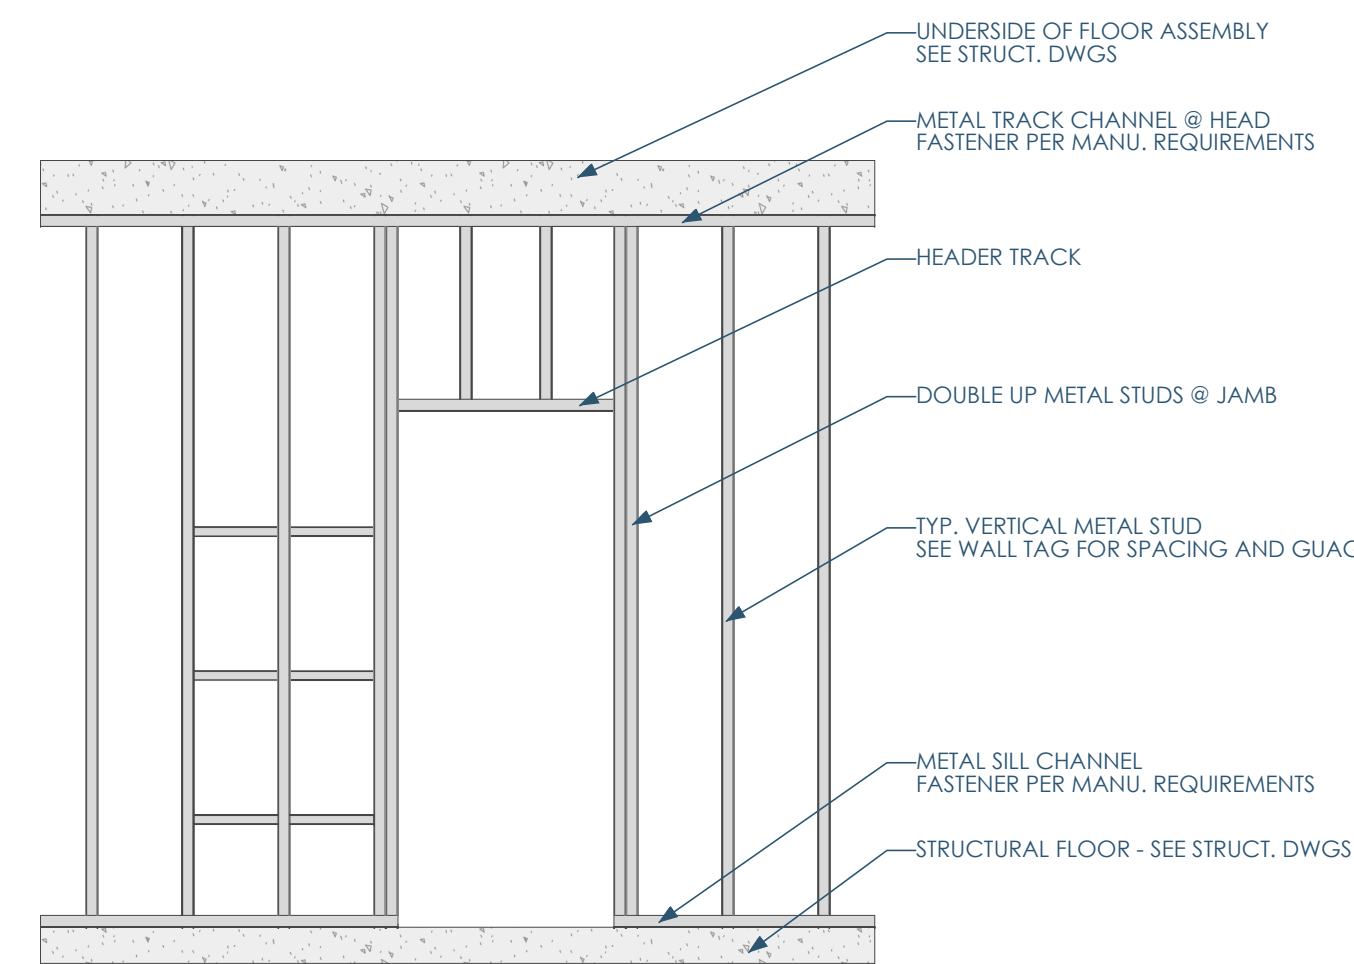 UNDERSIDE OF FLOOR ASSEMBLY
SEE STRUCT. DWGS
METAL TRACK CHANNEL @ HEAD
FASTENER PER MANU. REQUIREMENTS
HEADER TRACK
DOUBLE UP METAL STUDS @ JAMB
TYP. VERTICAL METAL STUD
SEE WALL TAG FOR SPACING AND
METAL SILL CHANNEL
FASTENER PER MANU. REQUIREMENTS
STRUCTURAL FLOOR - SEE STRUCT. DWGS